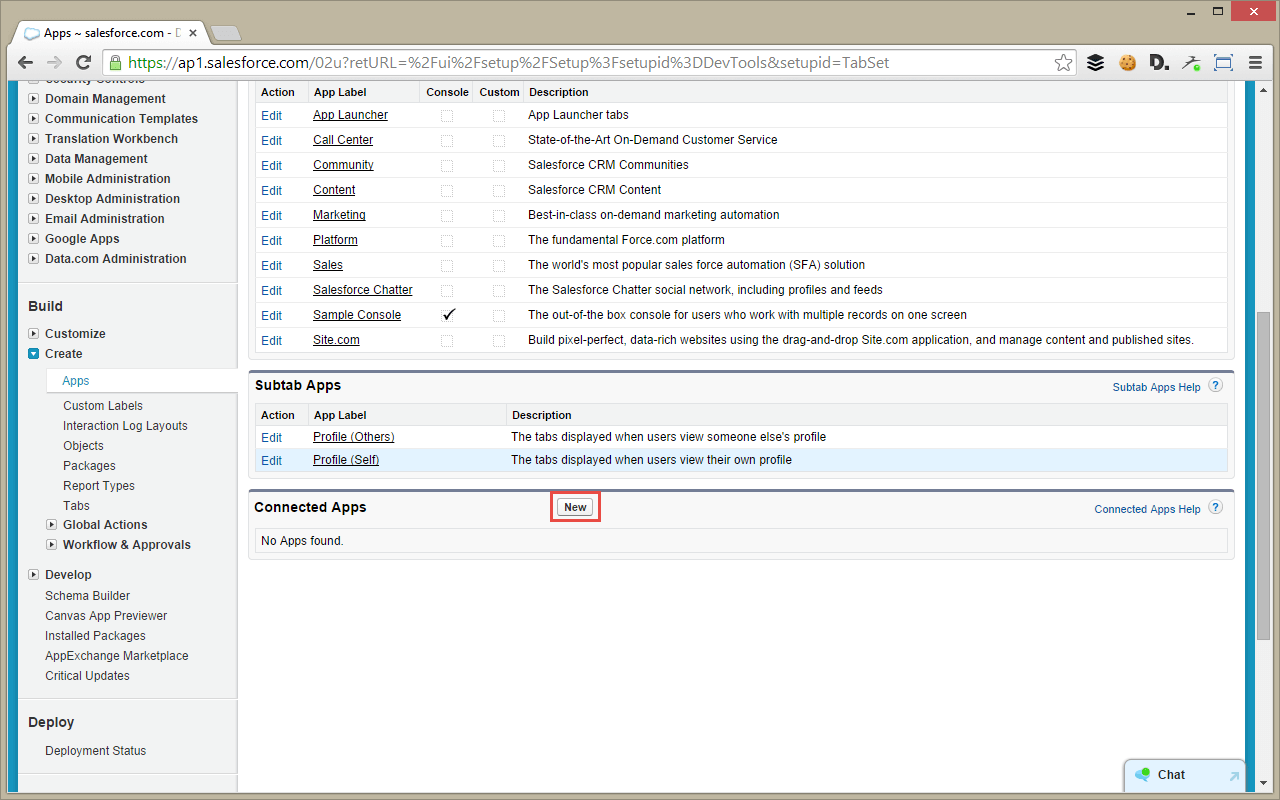 Apps ~ salesforce.com - D
https://ap1.salesforce.com/02u?retURL=%2Fui%2Fsetup%2FSetup%3Fsetupid%3DDevTools&setupid=TabSet
Security Controls
Domain Management
Communication Templates
Translation Workbench
Data Management
Mobile Administration
Desktop Administration
Email Administration
Google Apps
Data.com Administration
Build
Customize
Create
Apps
Custom Labels
Interaction Log Layouts
Objects
Packages
Report Types
Tabs
Global Actions
Workflow & Approvals
Develop
Schema Builder
Canvas App Previewer
Installed Packages
AppExchange Marketplace
Critical Updates
Deploy
Deployment Status
Action App Label Console Custom Description
Edit App Launcher App Launcher tabs
Edit Call Center State-of-the-Art On-Demand Customer Service
Edit Community Salesforce CRM Communities
Edit Content Salesforce CRM Content
Edit Marketing Best-in-class on-demand marketing automation
Edit Platform The fundamental Force.com platform
Edit Sales The world's most popular sales force automation (SFA) solution
Edit Salesforce Chatter The Salesforce Chatter social network, including profiles and feeds
Edit Sample Console The out-of-the box console for users who work with multiple records on one screen
Edit Site.com Build pixel-perfect, data-rich websites using the drag-and-drop Site.com application, and manage content and published sites.
Subtab Apps Subtab Apps Help ?
Action App Label Description
Edit Profile (Others) The tabs displayed when users view someone else's profile
Edit Profile (Self) The tabs displayed when users view their own profile
Connected Apps New Connected Apps Help ?
No Apps found.
Chat